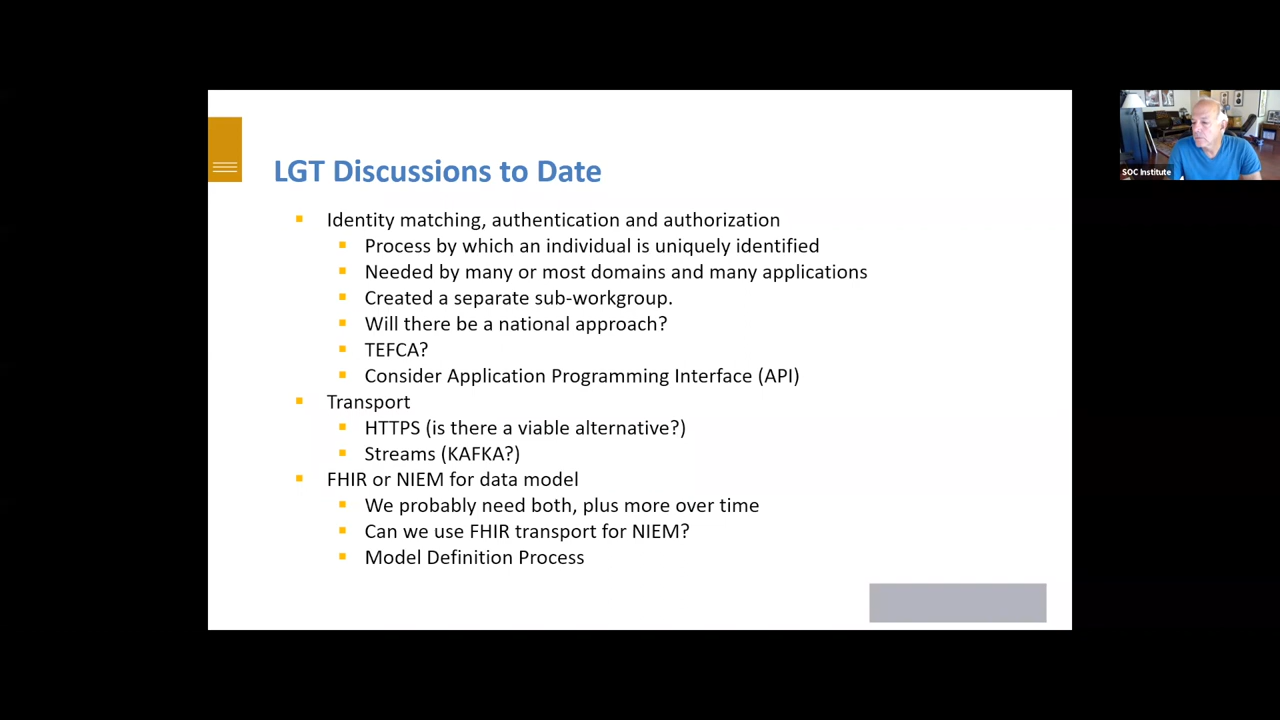 LGT Discussions to Date
Identity matching, authentication and authorization
Process by which an individual is uniquely identified
Needed by many or most domains and many applications
Created a separate sub-workgroup.
Will there be a national approach?
TEFCA?
Consider Application Programming Interface (API)
Transport
HTTPS (is there a viable alternative?)
Streams (KAFKA?)
FHIR or NIEM for data model
We probably need both, plus more over time
Can we use FHIR transport for NIEM?
Model Definition Process
SOC Institute